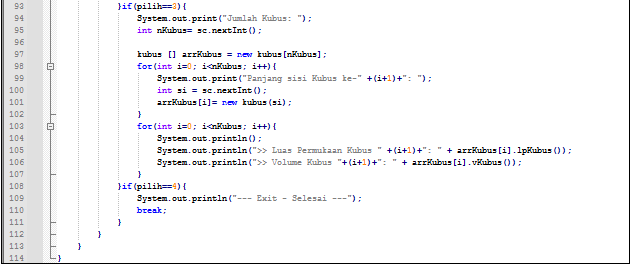 93 }if(pilih==3){
94 System.out.print("Jumlah Kubus: ");
95 int nKubus= sc.nextInt();
96
97 kubus [] arrKubus = new kubus[nKubus];
98 for(int i=0; i<nKubus; i++){
99 System.out.print("Panjang sisi Kubus ke-" +(i+1)+": ");
100 int si = sc.nextInt();
101 arrKubus[i]= new kubus(si);
102 }
103 for(int i=0; i<nKubus; i++){
104 System.out.println();
105 System.out.println(">> Luas Permukaan Kubus " +(i+1)+": " + arrKubus[i].lpKubus());
106 System.out.println(">> Volume Kubus "+(i+1)+": " + arrKubus[i].vKubus());
107 }
108 }if(pilih==4){
109 System.out.println("--- Exit - Selesai ---");
110 break;
111 }
112 }
113 }
114 }